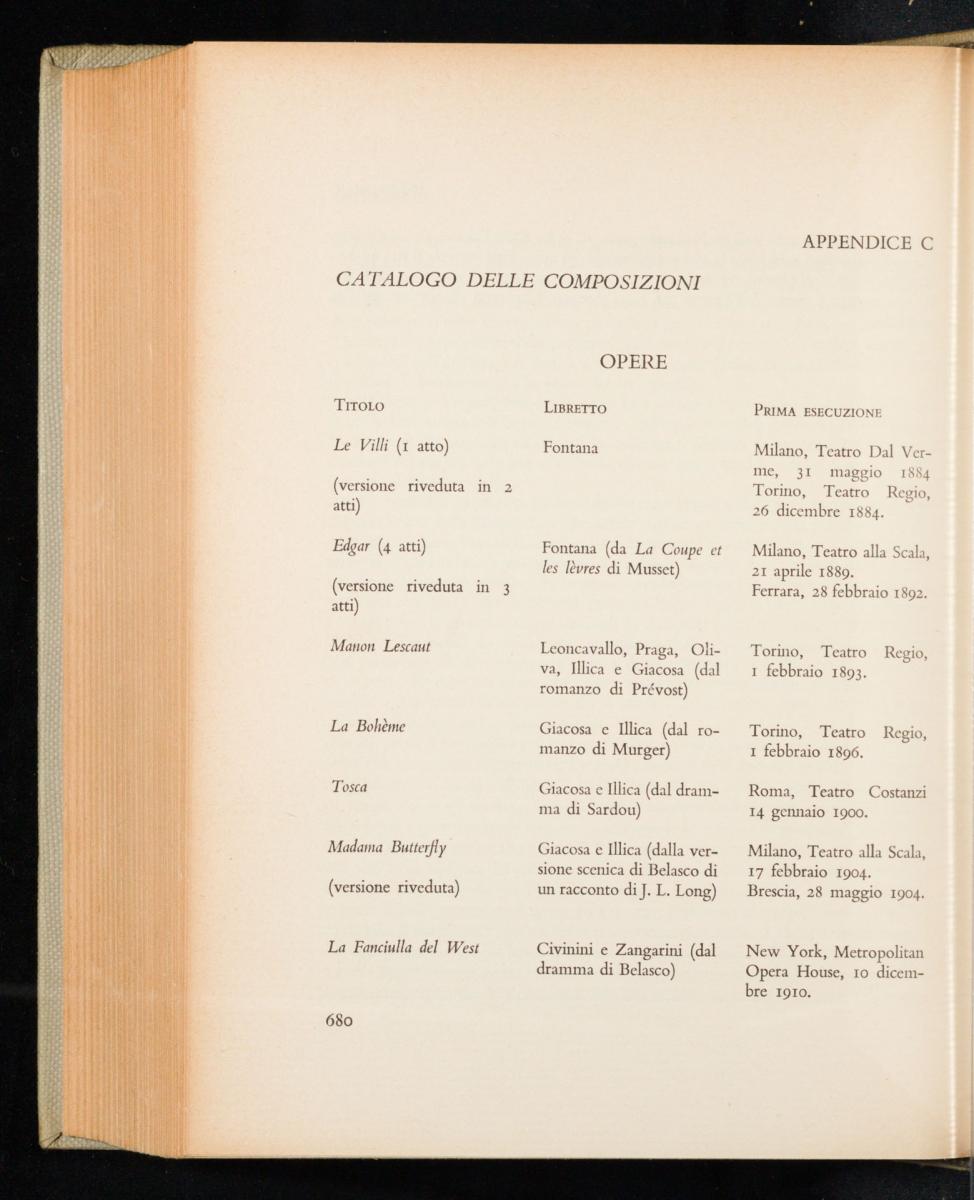 APPENDICE C
CATALOGO DELLE COMPOSIZIONI
OPERE
TITOLO LIBRETTO PRIMA ESECUZIONE
Le Villi (1 atto) Fontana Milano, Teatro Dal Ver-
me, 31 maggio 1884
(versione riveduta in 2 Torino, Teatro Regio,
atti) 26 dicembre 1884.
Edgar (4 atti) Fontana (da La Coupe et Milano, Teatro alla Scala,
les lèvres di Musset) 21 aprile 1889.
(versione riveduta in 3 Ferrara, 28 febbraio 1892.
atti)
Manon Lescaut Leoncavallo, Praga, Oli- Torino, Teatro Regio,
va, Illica e Giacosa (dal 1 febbraio 1893.
romanzo di Prévost)
La Bohème Giacosa e Illica (dal ro- Torino, Teatro Regio,
manzo di Murger) 1 febbraio 1896.
Tosca Giacosa e Illica (dal dram- Roma, Teatro Costanzi
ma di Sardou) 14 gennaio 1900.
Madama Butterfly Giacosa e Illica (dalla ver- Milano, Teatro alla Scala,
sione scenica di Belasco di 17 febbraio 1904.
(versione riveduta) un racconto di J. L. Long) Brescia, 28 maggio 1904.
La Fanciulla del West Civinini e Zangarini (dal New York, Metropolitan
dramma di Belasco) Opera House, 10 dicem-
bre 1910.
680